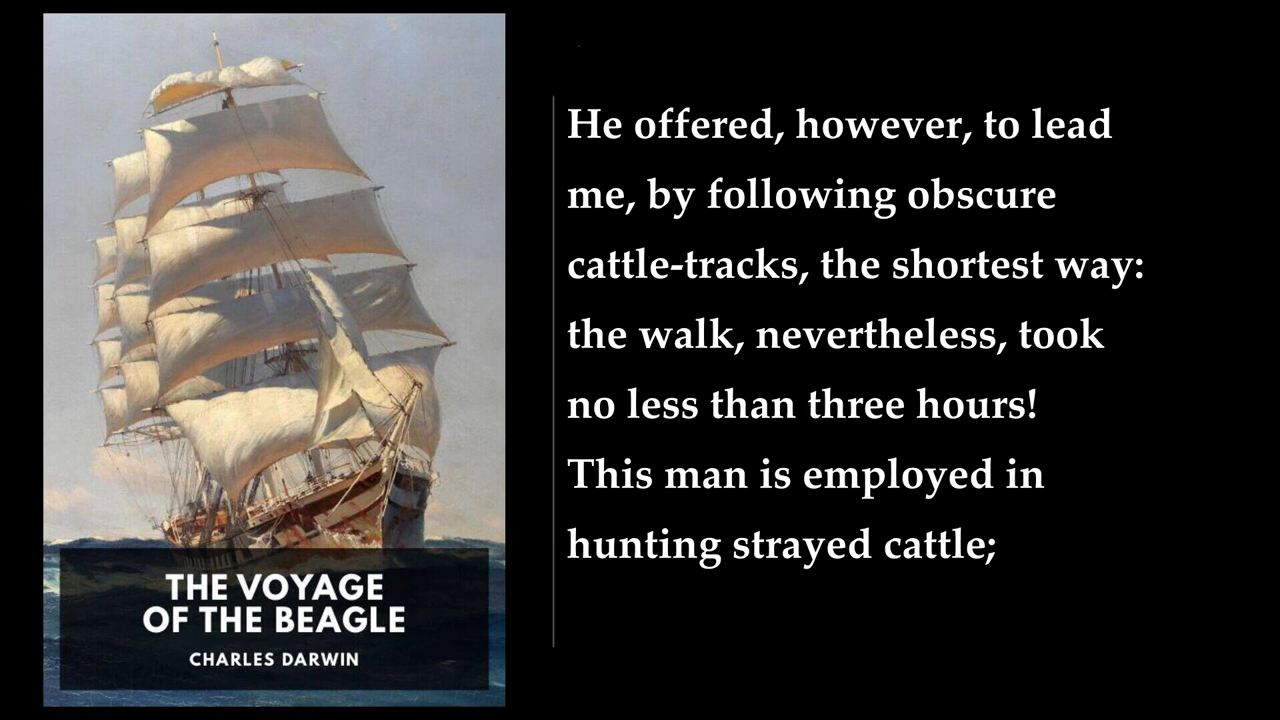 He offered, however, to lead
me, by following obscure
cattle-tracks, the shortest way:
the walk, nevertheless, took
no less than three hours!
This man is employed in
hunting strayed cattle;
THE VOYAGE
OF THE BEAGLE
CHARLES DARWIN